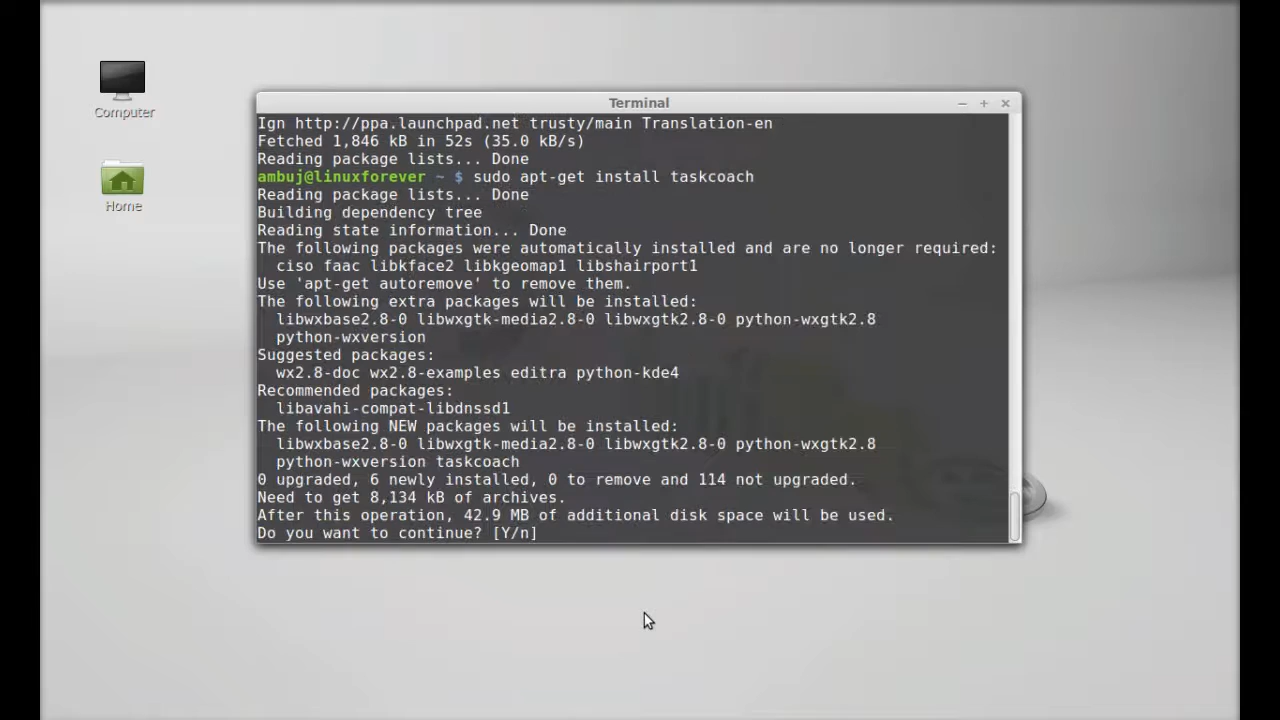 Computer
Home
Terminal
Ign http://ppa.launchpad.net trusty/main Translation-en
Fetched 1,846 kB in 52s (35.0 kB/s)
Reading package lists... Done
ambuj@linuxforever ~ $ sudo apt-get install taskcoach
Reading package lists... Done
Building dependency tree
Reading state information... Done
The following packages were automatically installed and are no longer required:
  ciso faac libkface2 libkgeomap1 libshairport1
Use 'apt-get autoremove' to remove them.
The following extra packages will be installed:
  libwxbase2.8-0 libwxgtk-media2.8-0 libwxgtk2.8-0 python-wxgtk2.8
  python-wxversion
Suggested packages:
  wx2.8-doc wx2.8-examples editra python-kde4
Recommended packages:
  libavahi-compat-libdnssd1
The following NEW packages will be installed:
  libwxbase2.8-0 libwxgtk-media2.8-0 libwxgtk2.8-0 python-wxgtk2.8
  python-wxversion taskcoach
0 upgraded, 6 newly installed, 0 to remove and 114 not upgraded.
Need to get 8,134 kB of archives.
After this operation, 42.9 MB of additional disk space will be used.
Do you want to continue? [Y/n]